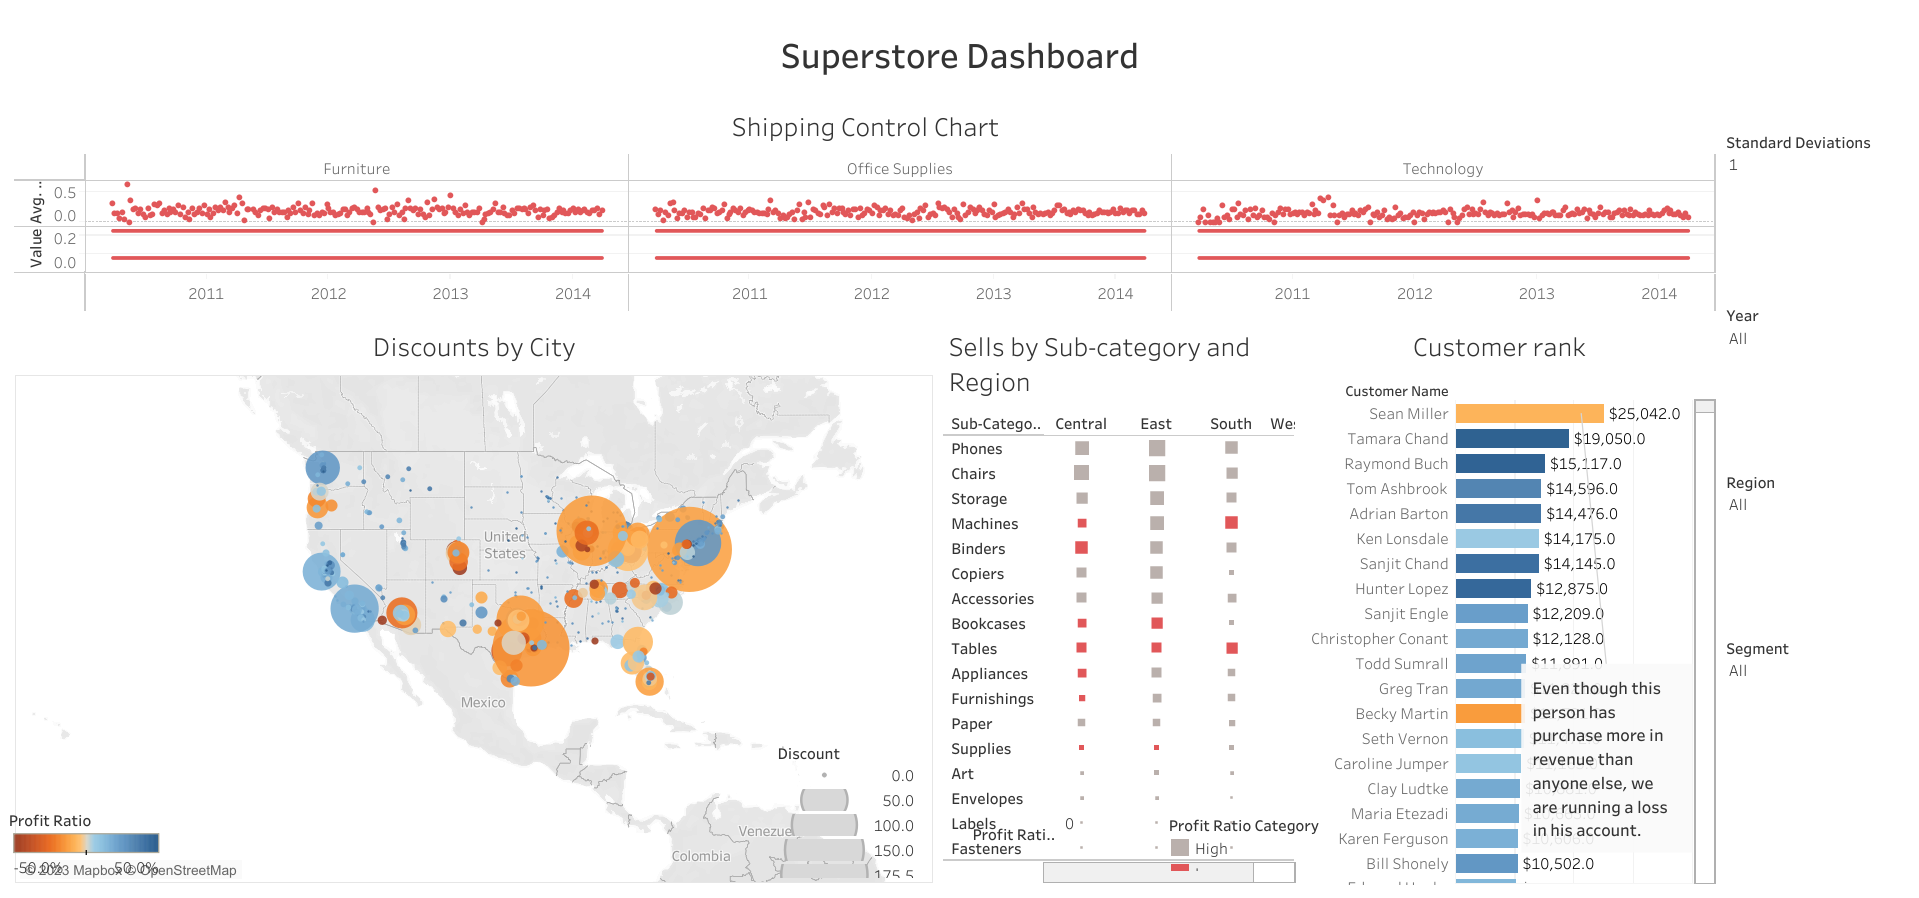 Superstore Dashboard
Shipping Control Chart
Furniture
Office Supplies
Technology
Value Avg. ..
0.5
0.0
0.2
0.0
2011 2012 2013 2014
2011 2012 2013 2014
2011 2012 2013 2014
Standard Deviations
1
Year
All
Region
All
Segment
All
Discounts by City
United
States
Mexico
Venezue
Colombia
Discount
0.0
50.0
100.0
150.0
175.5
Profit Ratio
-50.0% 50.0%
© 2023 Mapbox © OpenStreetMap
Sells by Sub-category and
Region
Sub-Catego.. Central East South Wes
Phones
Chairs
Storage
Machines
Binders
Copiers
Accessories
Bookcases
Tables
Appliances
Furnishings
Paper
Supplies
Art
Envelopes
Labels
Fasteners
Profit Rati..
0
Profit Ratio Category
High
Customer rank
Customer Name
Sean Miller $25,042.0
Tamara Chand $19,050.0
Raymond Buch $15,117.0
Tom Ashbrook $14,596.0
Adrian Barton $14,476.0
Ken Lonsdale $14,175.0
Sanjit Chand $14,145.0
Hunter Lopez $12,875.0
Sanjit Engle $12,209.0
Christopher Conant $12,128.0
Todd Sumrall $11,891.0
Greg Tran
Becky Martin
Seth Vernon
Caroline Jumper
Clay Ludtke
Maria Etezadi
Karen Ferguson
Bill Shonely $10,502.0
Even though this
person has
purchase more in
revenue than
anyone else, we
are running a loss
in his account.